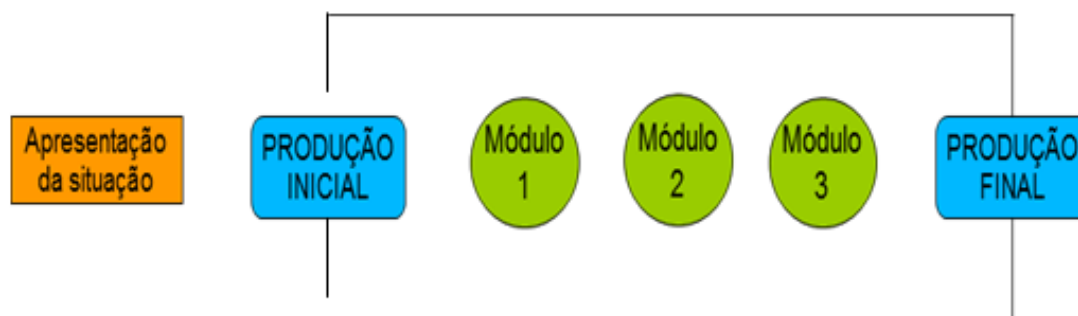 Apresentação
da situação
PRODUÇÃO
INICIAL
Módulo
1
Módulo
2
Módulo
3
PRODUÇÃO
FINAL